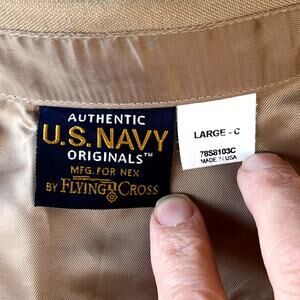 AUTHENTIC
U.S. NAVY
ORIGINALS™
MFG. FOR NEX
BY FLYING CROSS
LARGE - C
78S8103C
MADE IN USA